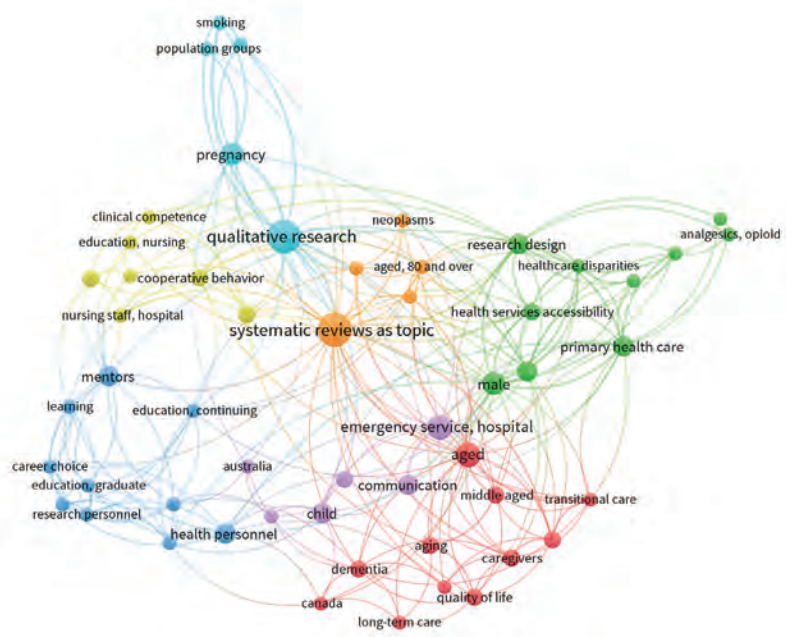 smoking
population groups
pregnancy
clinical competence
neoplasms
analgesics, opioid
qualitative research
education, nursing
research design
aged, 80 and over
healthcare disparities
cooperative behavior
nursing staff, hospital
health services accessibility
systematic reviews as topic
primary health care
mentors
male
learning
education, continuing
emergency service, hospital
aged
career choice
australia
education, graduate
communication
middle aged
transitional care
research personnel
child
health personnel
aging
caregivers
dementia
quality of life
canada
long-term care